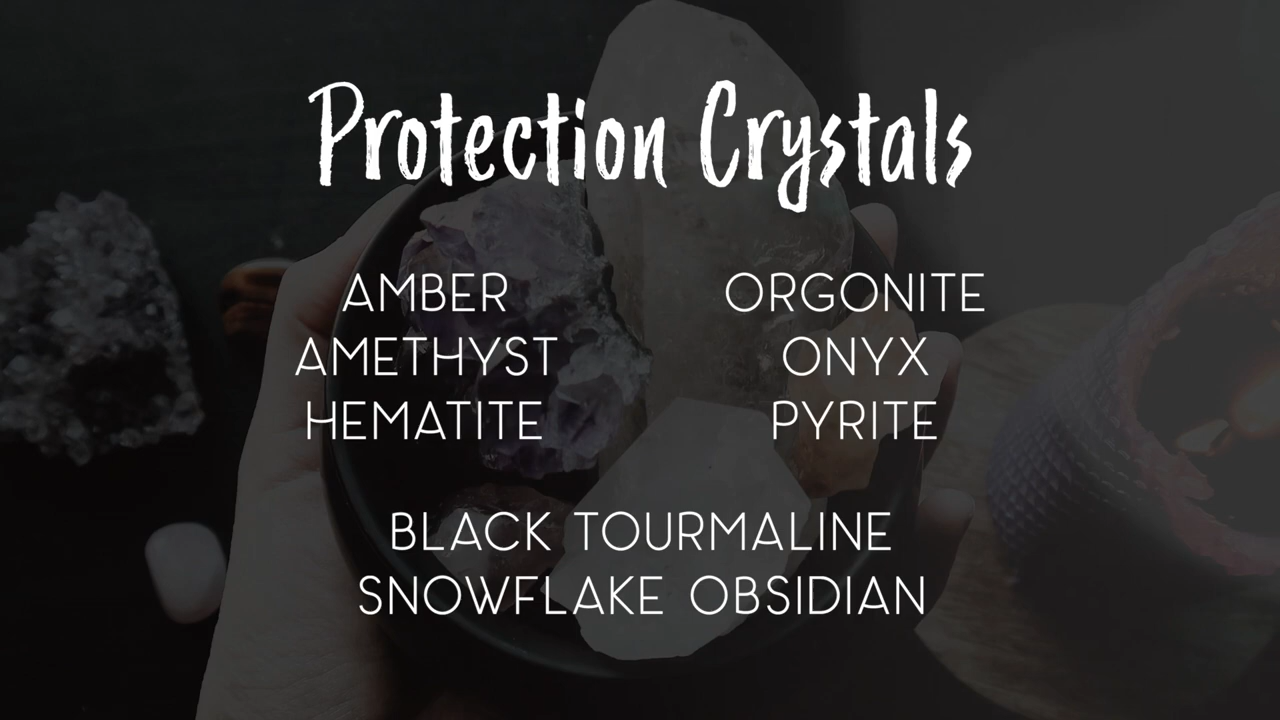 Protection Crystals
AMBER
AMETHYST
HEMATITE
ORGONITE
ONYX
PYRITE
BLACK TOURMALINE
SNOWFLAKE OBSIDIAN